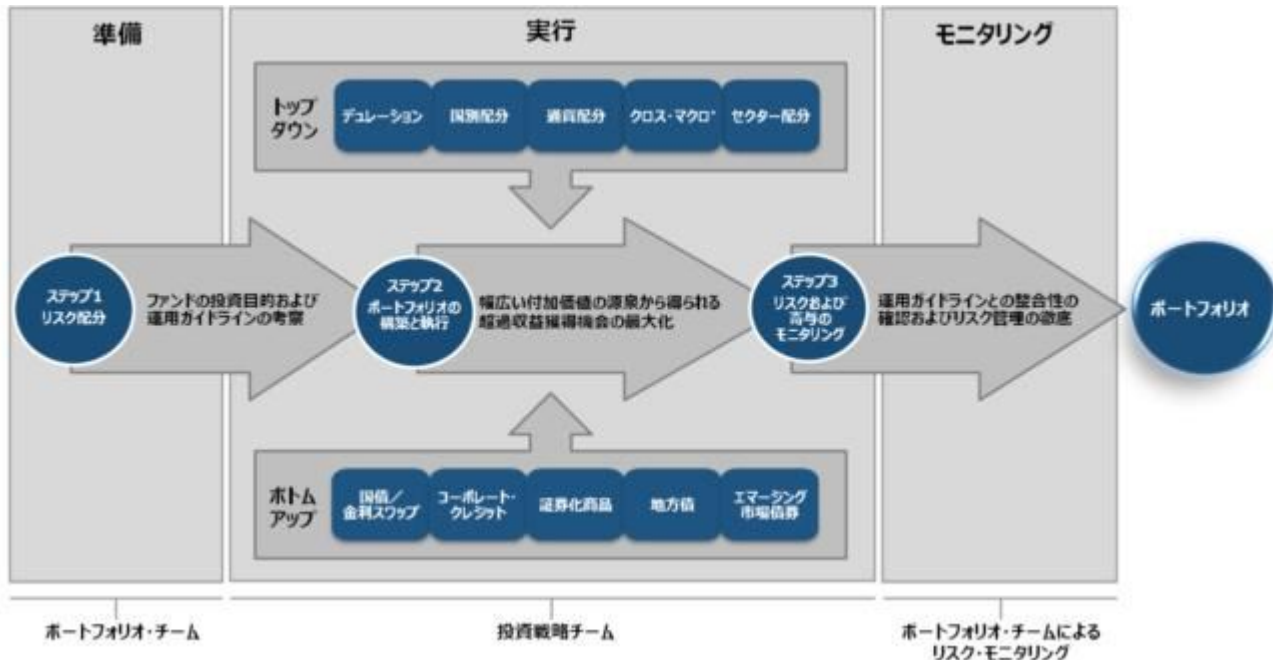 準備
実行
モニタリング
トップ
ダウン
デュレーション
国別配分
通貨配分
クロス・マクロ*
セクター配分
ステップ1
リスク配分
ファンドの投資目的および
運用ガイドラインの考察
ステップ2
ポートフォリオの
構築と執行
幅広い付加価値の源泉から得られる
超過収益獲得機会の最大化
ステップ3
リスクおよび
寄与の
モニタリング
運用ガイドラインとの整合性の
確認およびリスク管理の徹底
ポートフォリオ
ボトム
アップ
国債／
金利スワップ
コーポレート・
クレジット
証券化商品
地方債
エマージング
市場債券
ポートフォリオ・チーム
投資戦略チーム
ポートフォリオ・チームによる
リスク・モニタリング